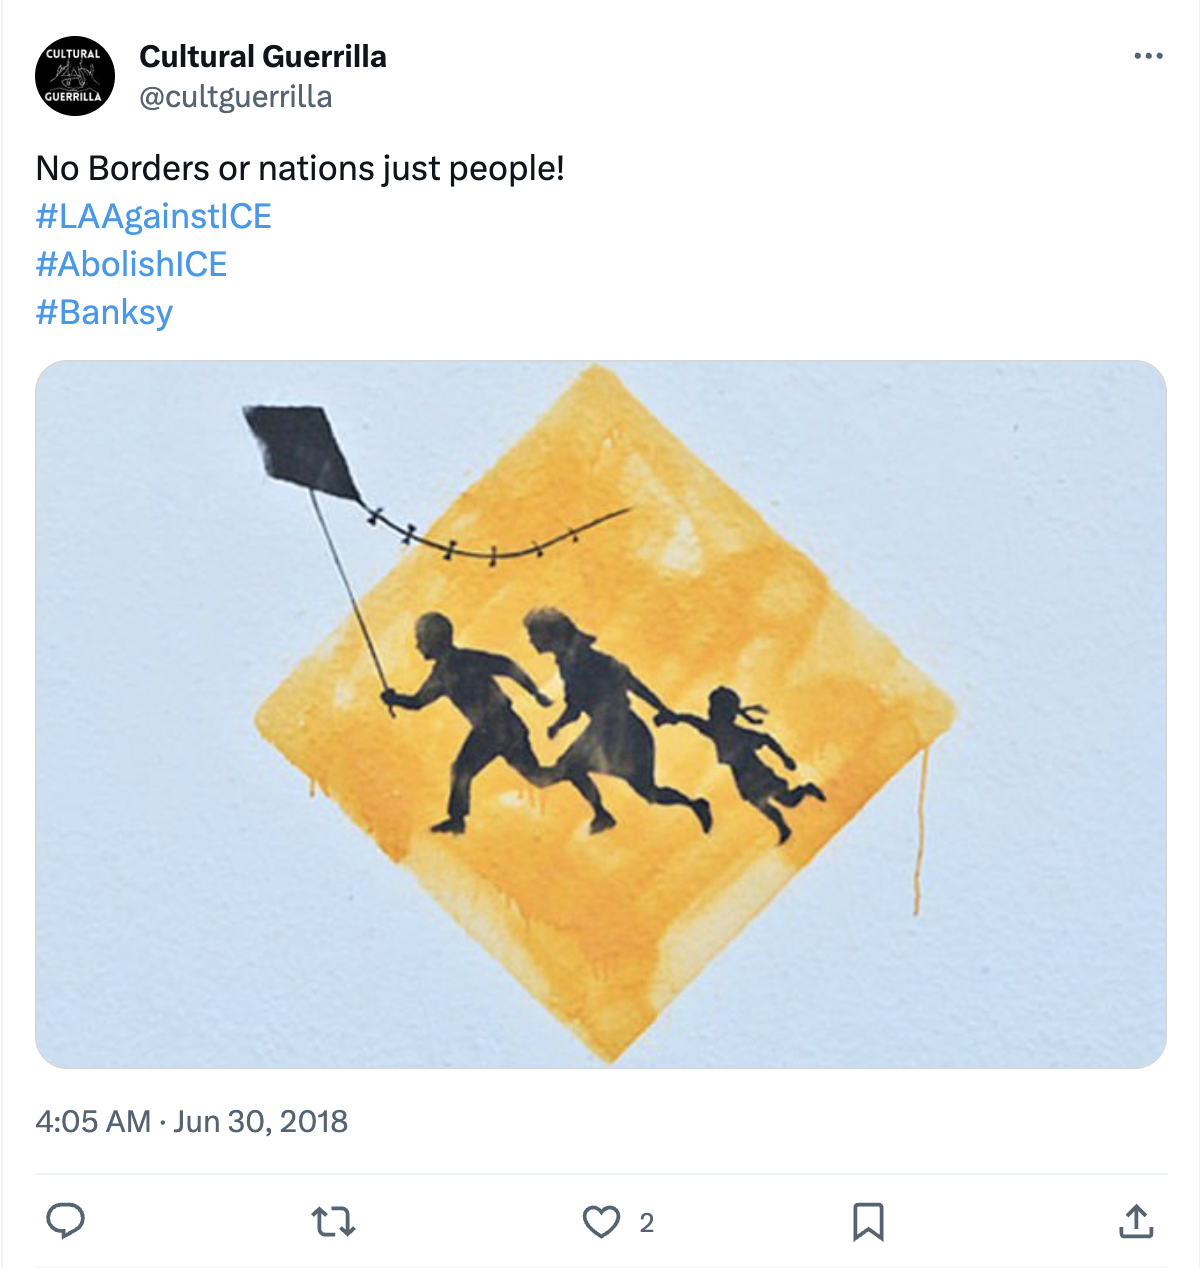 CULTURAL
GUERRILLA
Cultural Guerrilla
@cultguerrilla
No Borders or nations just people!
#LAAgainstICE
#AbolishICE
#Banksy
4:05 AM · Jun 30, 2018
2